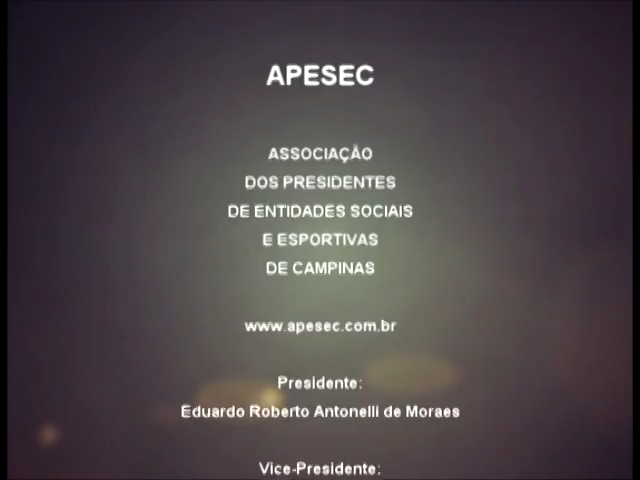 APESEC
ASSOCIAÇÃO
DOS PRESIDENTES
DE ENTIDADES SOCIAIS
E ESPORTIVAS
DE CAMPINAS
www.apesec.com.br
Presidente:
Eduardo Roberto Antonelli de Moraes
Vice-Presidente: